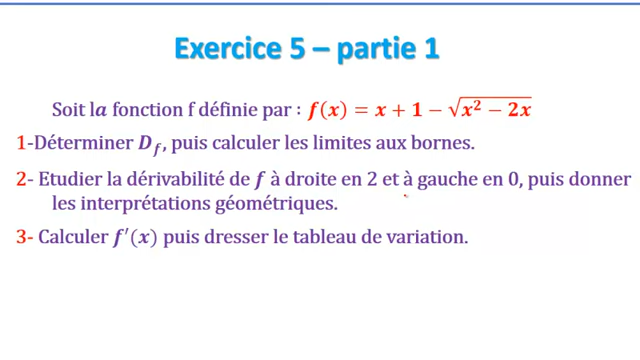 Exercice 5 – partie 1
Soit la fonction f définie par : f(x) = x + 1 − √(x² − 2x)
1-Déterminer D_f, puis calculer les limites aux bornes.
2- Etudier la dérivabilité de f à droite en 2 et à gauche en 0, puis donner
les interprétations géométriques.
3- Calculer f′(x) puis dresser le tableau de variation.